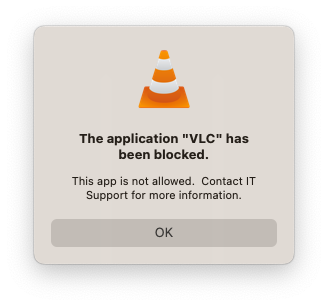 The application "VLC" has
been blocked.
This app is not allowed.  Contact IT
Support for more information.
OK